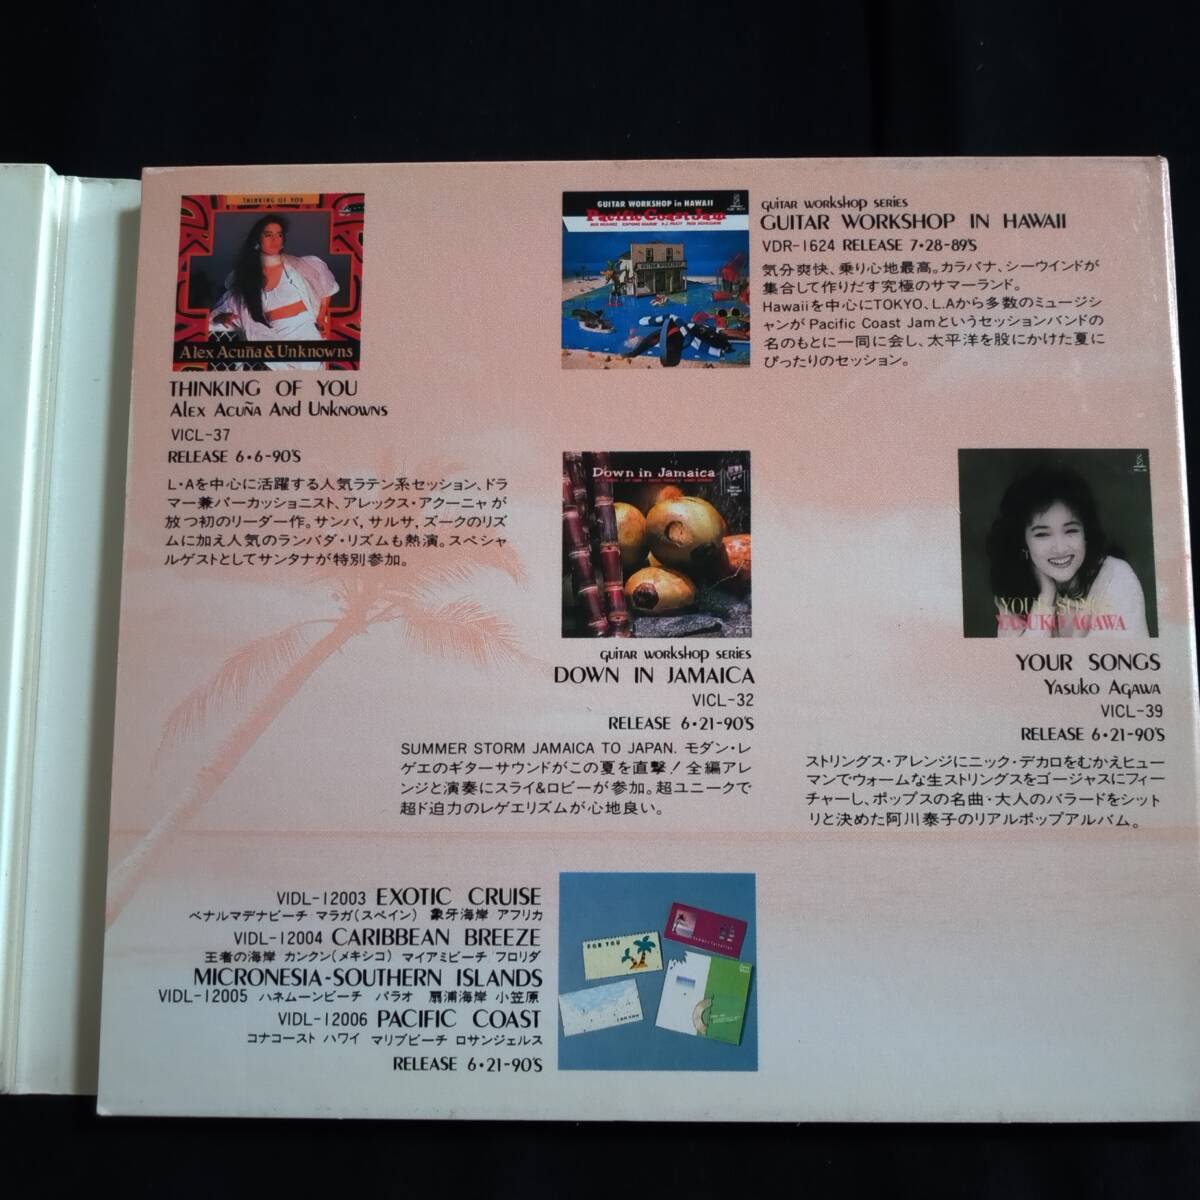 THINKING OF YOU
Alex Acuña & Unknowns
THINKING OF YOU
Alex Acuña And Unknowns
VICL-37
RELEASE 6・6-90'S
L・Aを中心に活躍する人気ラテン系セッション、ドラ
マー兼パーカッショニスト、アレックス・アクーニャが
放つ初のリーダー作。サンバ，サルサ，ズークのリズ
ムに加え人気のランバダ・リズムも熱演。スペシャ
ルゲストとしてサンタナが特別参加。
GUITAR WORKSHOP in HAWAII
Pacific Coast Jam
GUITAR WORKSHOP
GUITAR WORKSHOP SERIES
GUITAR WORKSHOP IN HAWAII
VDR-1624 RELEASE 7・28-89'S
気分爽快、乗り心地最高。カラパナ、シーウインドが
集合して作りだす究極のサマーランド。
Hawaiiを中心にTOKYO、L.Aから多数のミュージシ
ャンが Pacific Coast Jamというセッションバンドの
名のもとに一同に会し、太平洋を股にかけた夏に
ぴったりのセッション。
Down in Jamaica
GUITAR WORKSHOP SERIES
DOWN IN JAMAICA
VICL-32
RELEASE 6・21-90'S
SUMMER STORM JAMAICA TO JAPAN. モダン・レ
ゲエのギターサウンドがこの夏を直撃！全編アレ
ンジと演奏にスライ&ロビーが参加。超ユニークで
超ド迫力のレゲエリズムが心地良い。
YOUR SONGS
YASUKO AGAWA
YOUR SONGS
Yasuko Agawa
VICL-39
RELEASE 6・21-90'S
ストリングス・アレンジにニック・デカロをむかえヒュー
マンでウォームな生ストリングスをゴージャスにフィー
チャーし、ポップスの名曲・大人のバラードをシット
リと決めた阿川泰子のリアルポップアルバム。
VIDL-12003 EXOTIC CRUISE
ベナルマデナビーチ マラガ（スペイン） 象牙海岸 アフリカ
VIDL-12004 CARIBBEAN BREEZE
王者の海岸 カンクン（メキシコ） マイアミビーチ フロリダ
MICRONESIA-SOUTHERN ISLANDS
VIDL-12005 ハネムーンビーチ パラオ 扇浦海岸 小笠原
VIDL-12006 PACIFIC COAST
コナコースト ハワイ マリブビーチ ロサンジェルス
RELEASE 6・21-90'S
FOR YOU